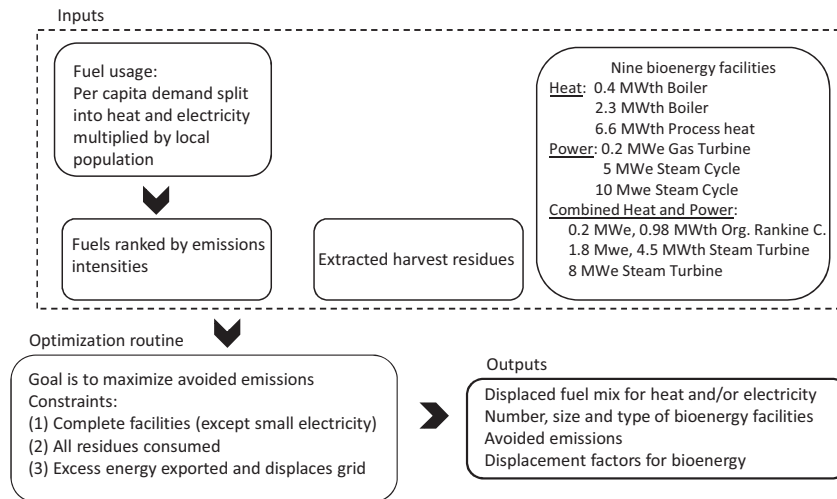 Inputs
Fuel usage:
Per capita demand split
into heat and electricity
multiplied by local
population
Fuels ranked by emissions
intensities
Extracted harvest residues
Nine bioenergy facilities
Heat: 0.4 MWth Boiler
2.3 MWth Boiler
6.6 MWth Process heat
Power: 0.2 MWe Gas Turbine
5 MWe Steam Cycle
10 Mwe Steam Cycle
Combined Heat and Power:
0.2 MWe, 0.98 MWth Org. Rankine C.
1.8 Mwe, 4.5 MWth Steam Turbine
8 MWe Steam Turbine
Optimization routine
Goal is to maximize avoided emissions
Constraints:
(1) Complete facilities (except small electricity)
(2) All residues consumed
(3) Excess energy exported and displaces grid
Outputs
Displaced fuel mix for heat and/or electricity
Number, size and type of bioenergy facilities
Avoided emissions
Displacement factors for bioenergy